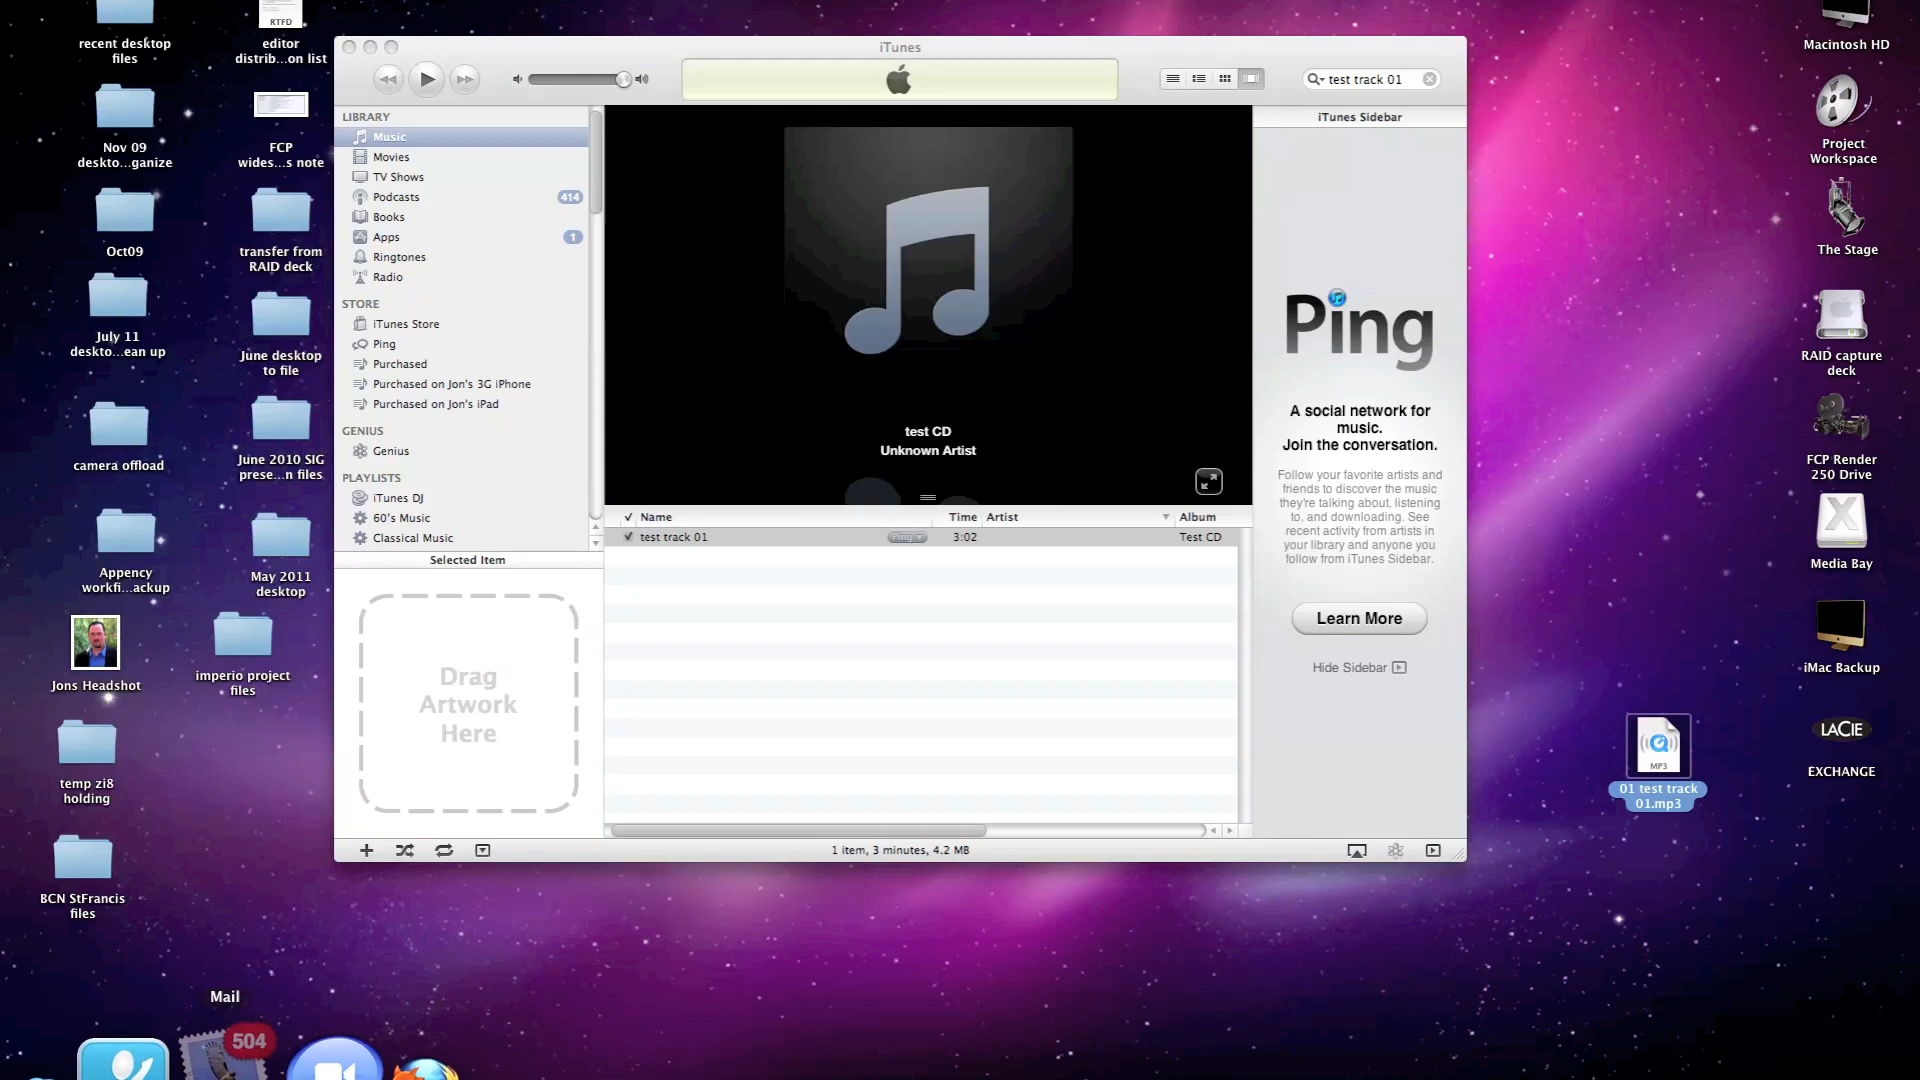 recent desktop
files
RTFD
editor
distrib...on list
Nov 09
deskto...ganize
FCP
wides...s note
Oct09
transfer from
RAID deck
July 11
deskto...ean up
June desktop
to file
camera offload
June 2010 SIG
prese...n files
Appency
workfi...ackup
May 2011
desktop
Jons Headshot
imperio project
files
temp zi8
holding
BCN StFrancis
files
Mail
504
iTunes
test track 01
LIBRARY
Music
Movies
TV Shows
Podcasts
414
Books
Apps
1
Ringtones
Radio
STORE
iTunes Store
Ping
Purchased
Purchased on Jon's 3G iPhone
Purchased on Jon's iPad
GENIUS
Genius
PLAYLISTS
iTunes DJ
60's Music
Classical Music
Selected Item
Drag
Artwork
Here
test CD
Unknown Artist
Name Time Artist Album
test track 01 Ping 3:02 Test CD
1 item, 3 minutes, 4.2 MB
iTunes Sidebar
Ping
A social network for
music.
Join the conversation.
Follow your favorite artists and
friends to discover the music
they're talking about, listening
to, and downloading. See
recent activity from artists in
your library and anyone you
follow from iTunes Sidebar.
Learn More
Hide Sidebar
Macintosh HD
Project
Workspace
The Stage
RAID capture
deck
FCP Render
250 Drive
Media Bay
iMac Backup
LACIE
EXCHANGE
MP3
01 test track
01.mp3